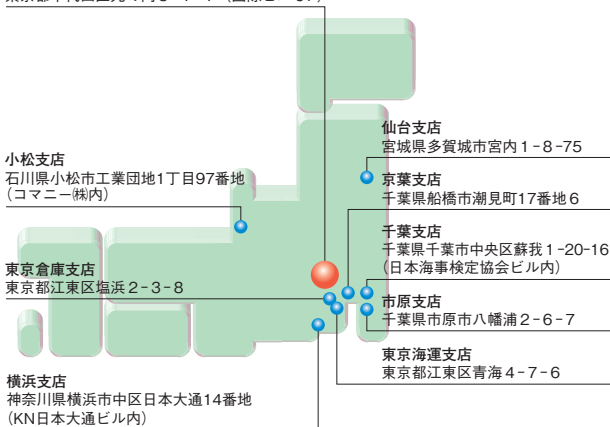 仙台支店
宮城県多賀城市宮内1-8-75
小松支店
石川県小松市工業団地1丁目97番地
（コマニー㈱内）
京葉支店
千葉県船橋市潮見町17番地6
千葉支店
千葉県千葉市中央区蘇我1-20-16
（日本海事検定協会ビル内）
東京倉庫支店
東京都江東区塩浜2-3-8
市原支店
千葉県市原市八幡浦2-6-7
東京海運支店
東京都江東区青海4-7-6
横浜支店
神奈川県横浜市中区日本大通14番地
（KN日本大通ビル内）